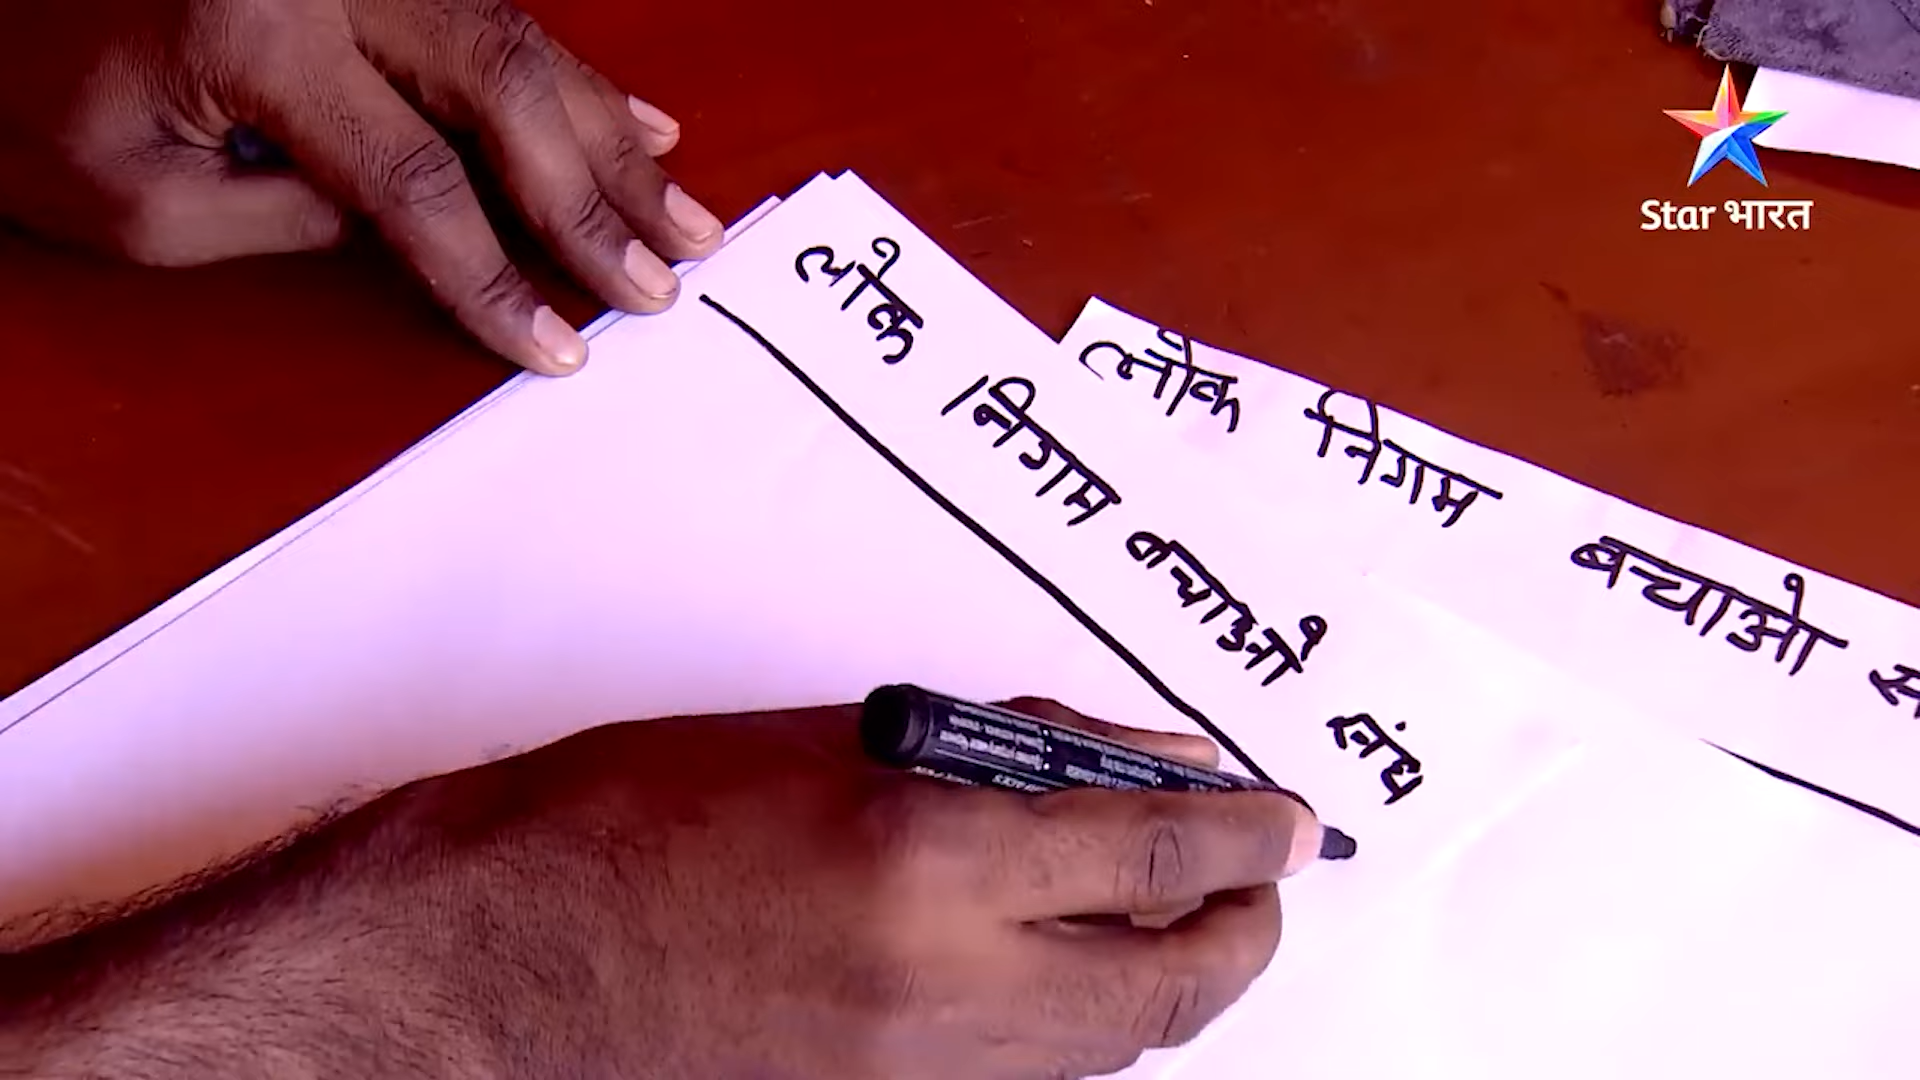 Star भारत
लोक निगम बचाओ संघ
लोक निगम बचाओ